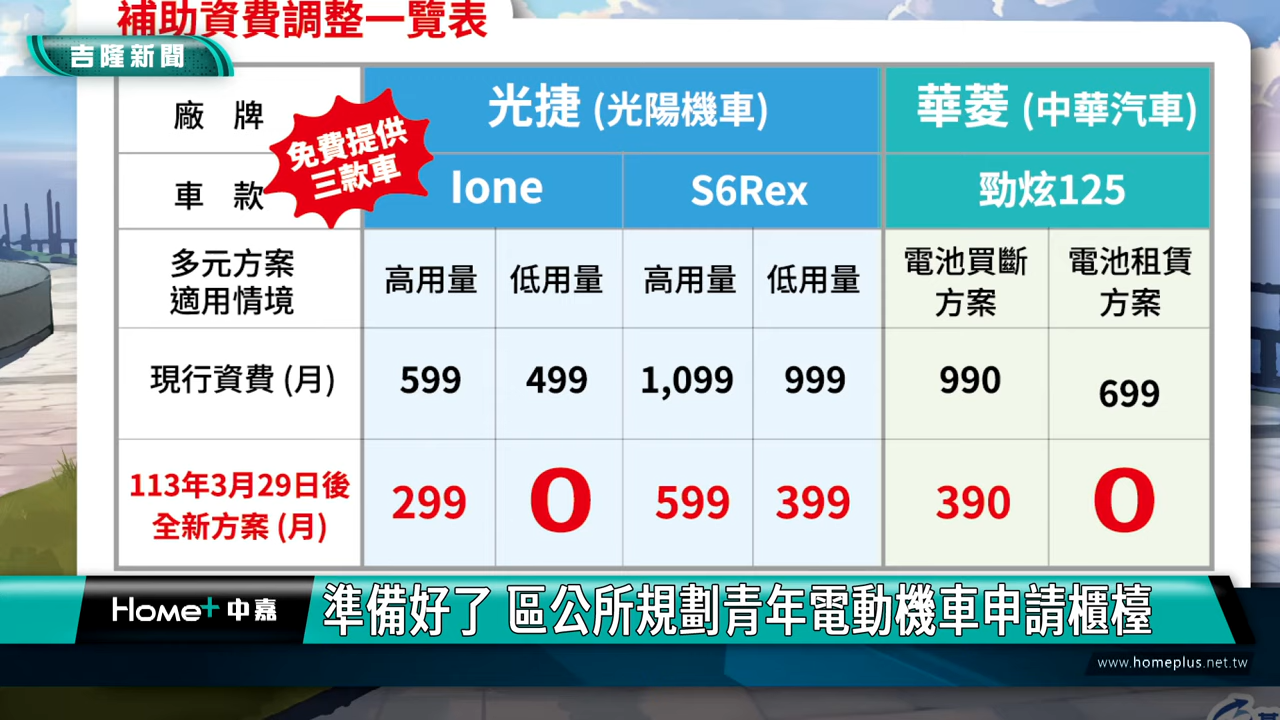 補助資費調整一覽表
吉隆新聞
廠 牌
光捷 (光陽機車)
華菱 (中華汽車)
免費提供
三款車
車 款
Ione
S6Rex
勁炫125
多元方案
適用情境
高用量
低用量
高用量
低用量
電池買斷
方案
電池租賃
方案
現行資費 (月)
599
499
1,099
999
990
699
113年3月29日後
全新方案 (月)
299
0
599
399
390
0
Home+ 中嘉
準備好了 區公所規劃青年電動機車申請櫃檯
www.homeplus.net.tw